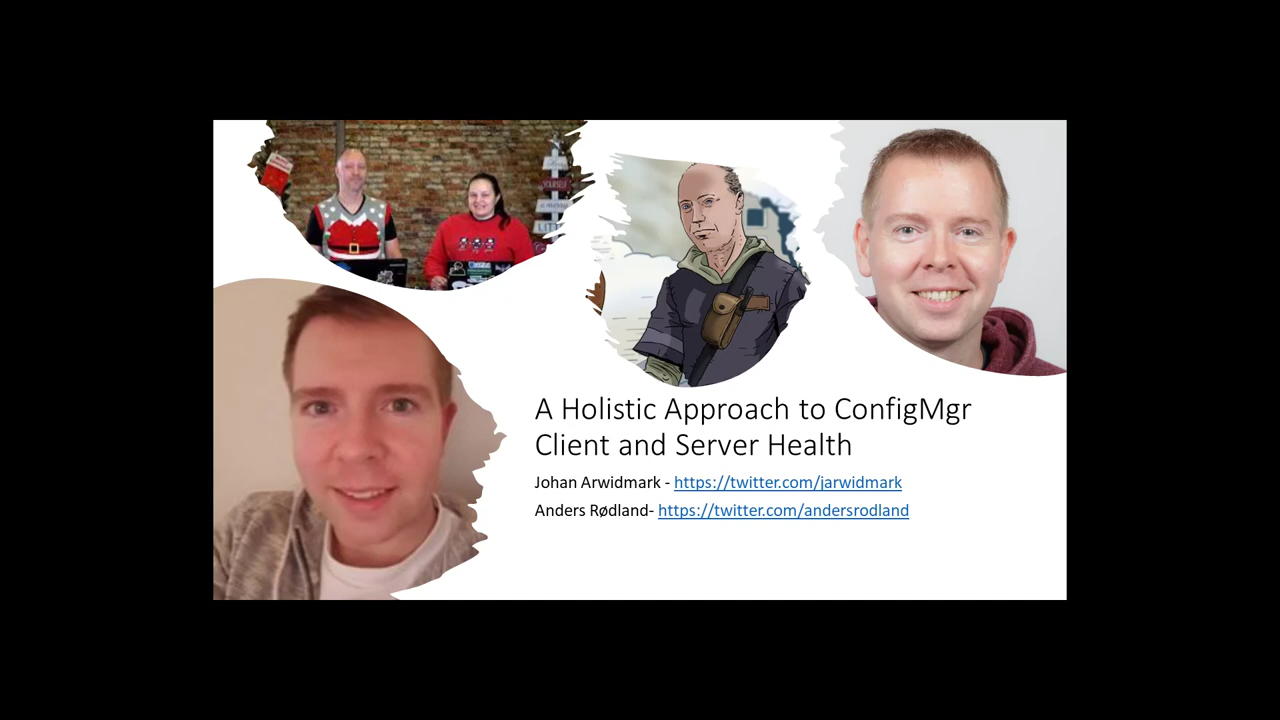 YOURSELF
A Holistic Approach to ConfigMgr
Client and Server Health
Johan Arwidmark - https://twitter.com/jarwidmark
Anders Rødland- https://twitter.com/andersrodland